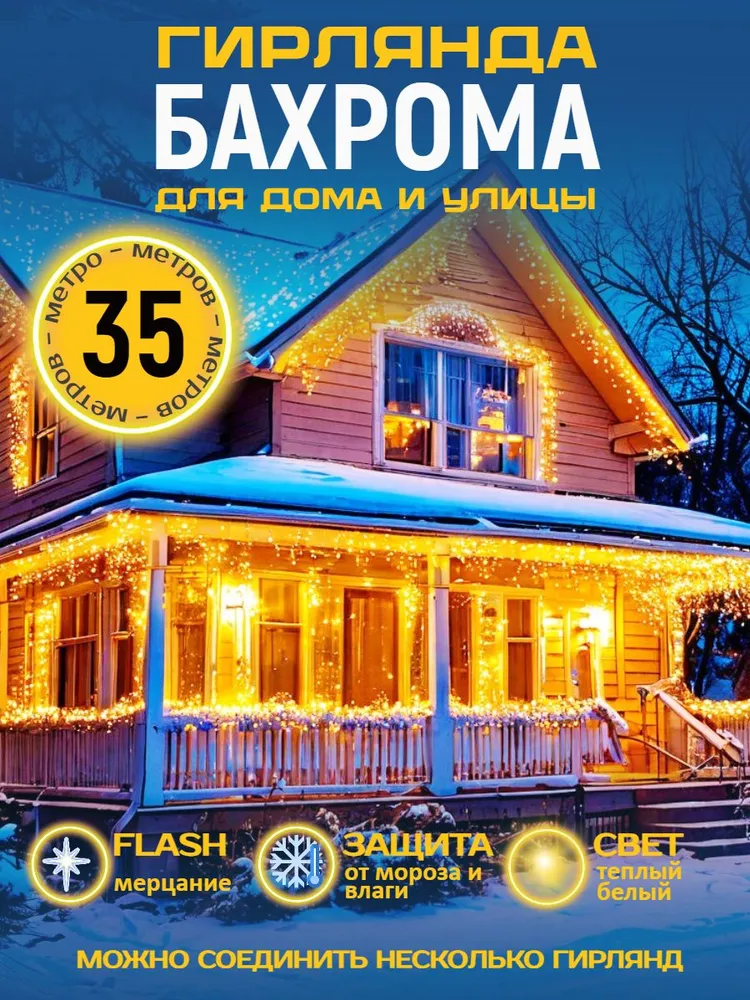 ГИРЛЯНДА
БАХРОМА
ДЛЯ ДОМА И УЛИЦЫ
метро - метров - метров - метров -
35
FLASH
мерцание
ЗАЩИТА
от мороза и
влаги
СВЕТ
теплый
белый
МОЖНО СОЕДИНИТЬ НЕСКОЛЬКО ГИРЛЯНД